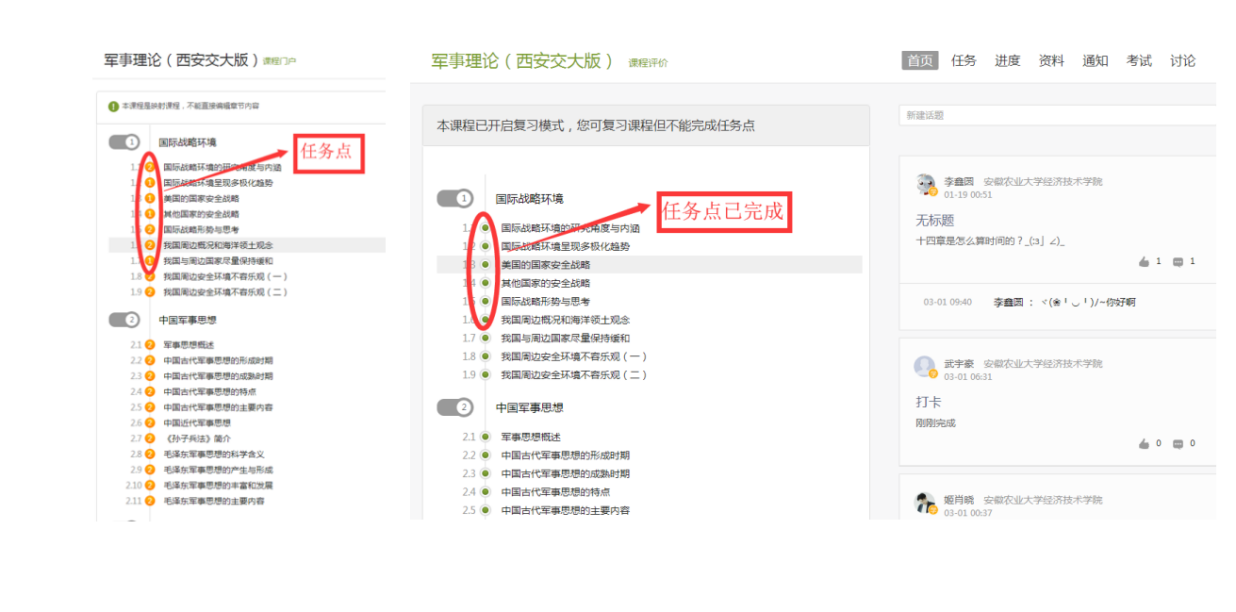 军事理论（西安交大版） 课程门户
本课程是映射课程，不能直接编辑章节内容
1 国际战略环境
任务点
国际战略环境的研究角度与内涵
国际战略环境呈现多极化趋势
美国的国家安全战略
其他国家的安全战略
国际战略形势与思考
我国周边概况和海洋领土观念
我国与周边国家尽量保持缓和
1.8 我国周边安全环境不容乐观（一）
1.9 2 我国周边安全环境不容乐观（二）
2 中国军事思想
2.1 2 军事思想概述
2.2 2 中国古代军事思想的形成时期
2.3 2 中国古代军事思想的成熟时期
2.4 2 中国古代军事思想的特点
2.5 2 中国古代军事思想的主要内容
2.6 2 中国近代军事思想
2.7 2 《孙子兵法》简介
2.8 2 毛泽东军事思想的科学含义
2.9 2 毛泽东军事思想的产生与形成
2.10 2 毛泽东军事思想的丰富和发展
2.11 2 毛泽东军事思想的主要内容
军事理论（西安交大版） 课程评价
本课程已开启复习模式，您可复习课程但不能完成任务点
1 国际战略环境
任务点已完成
国际战略环境的研究角度与内涵
国际战略环境呈现多极化趋势
1.3 美国的国家安全战略
1.4 其他国家的安全战略
1.5 国际战略形势与思考
1.6 我国周边概况和海洋领土观念
1.7 我国与周边国家尽量保持缓和
1.8 我国周边安全环境不容乐观（一）
1.9 我国周边安全环境不容乐观（二）
2 中国军事思想
2.1 军事思想概述
2.2 中国古代军事思想的形成时期
2.3 中国古代军事思想的成熟时期
2.4 中国古代军事思想的特点
2.5 中国古代军事思想的主要内容
首页 任务 进度 资料 通知 考试 讨论
新建话题
李鑫圆 安徽农业大学经济技术学院
01-19 00:51
无标题
十四章是怎么算时间的？_(:з」∠)_
1 1
03-01 09:40 李鑫圆：ヾ(❀╹◡╹)ﾉ~你好啊
武宇豪 安徽农业大学经济技术学院
03-01 06:31
打卡
刚刚完成
0 0
姬肖晓 安徽农业大学经济技术学院
03-01 00:37